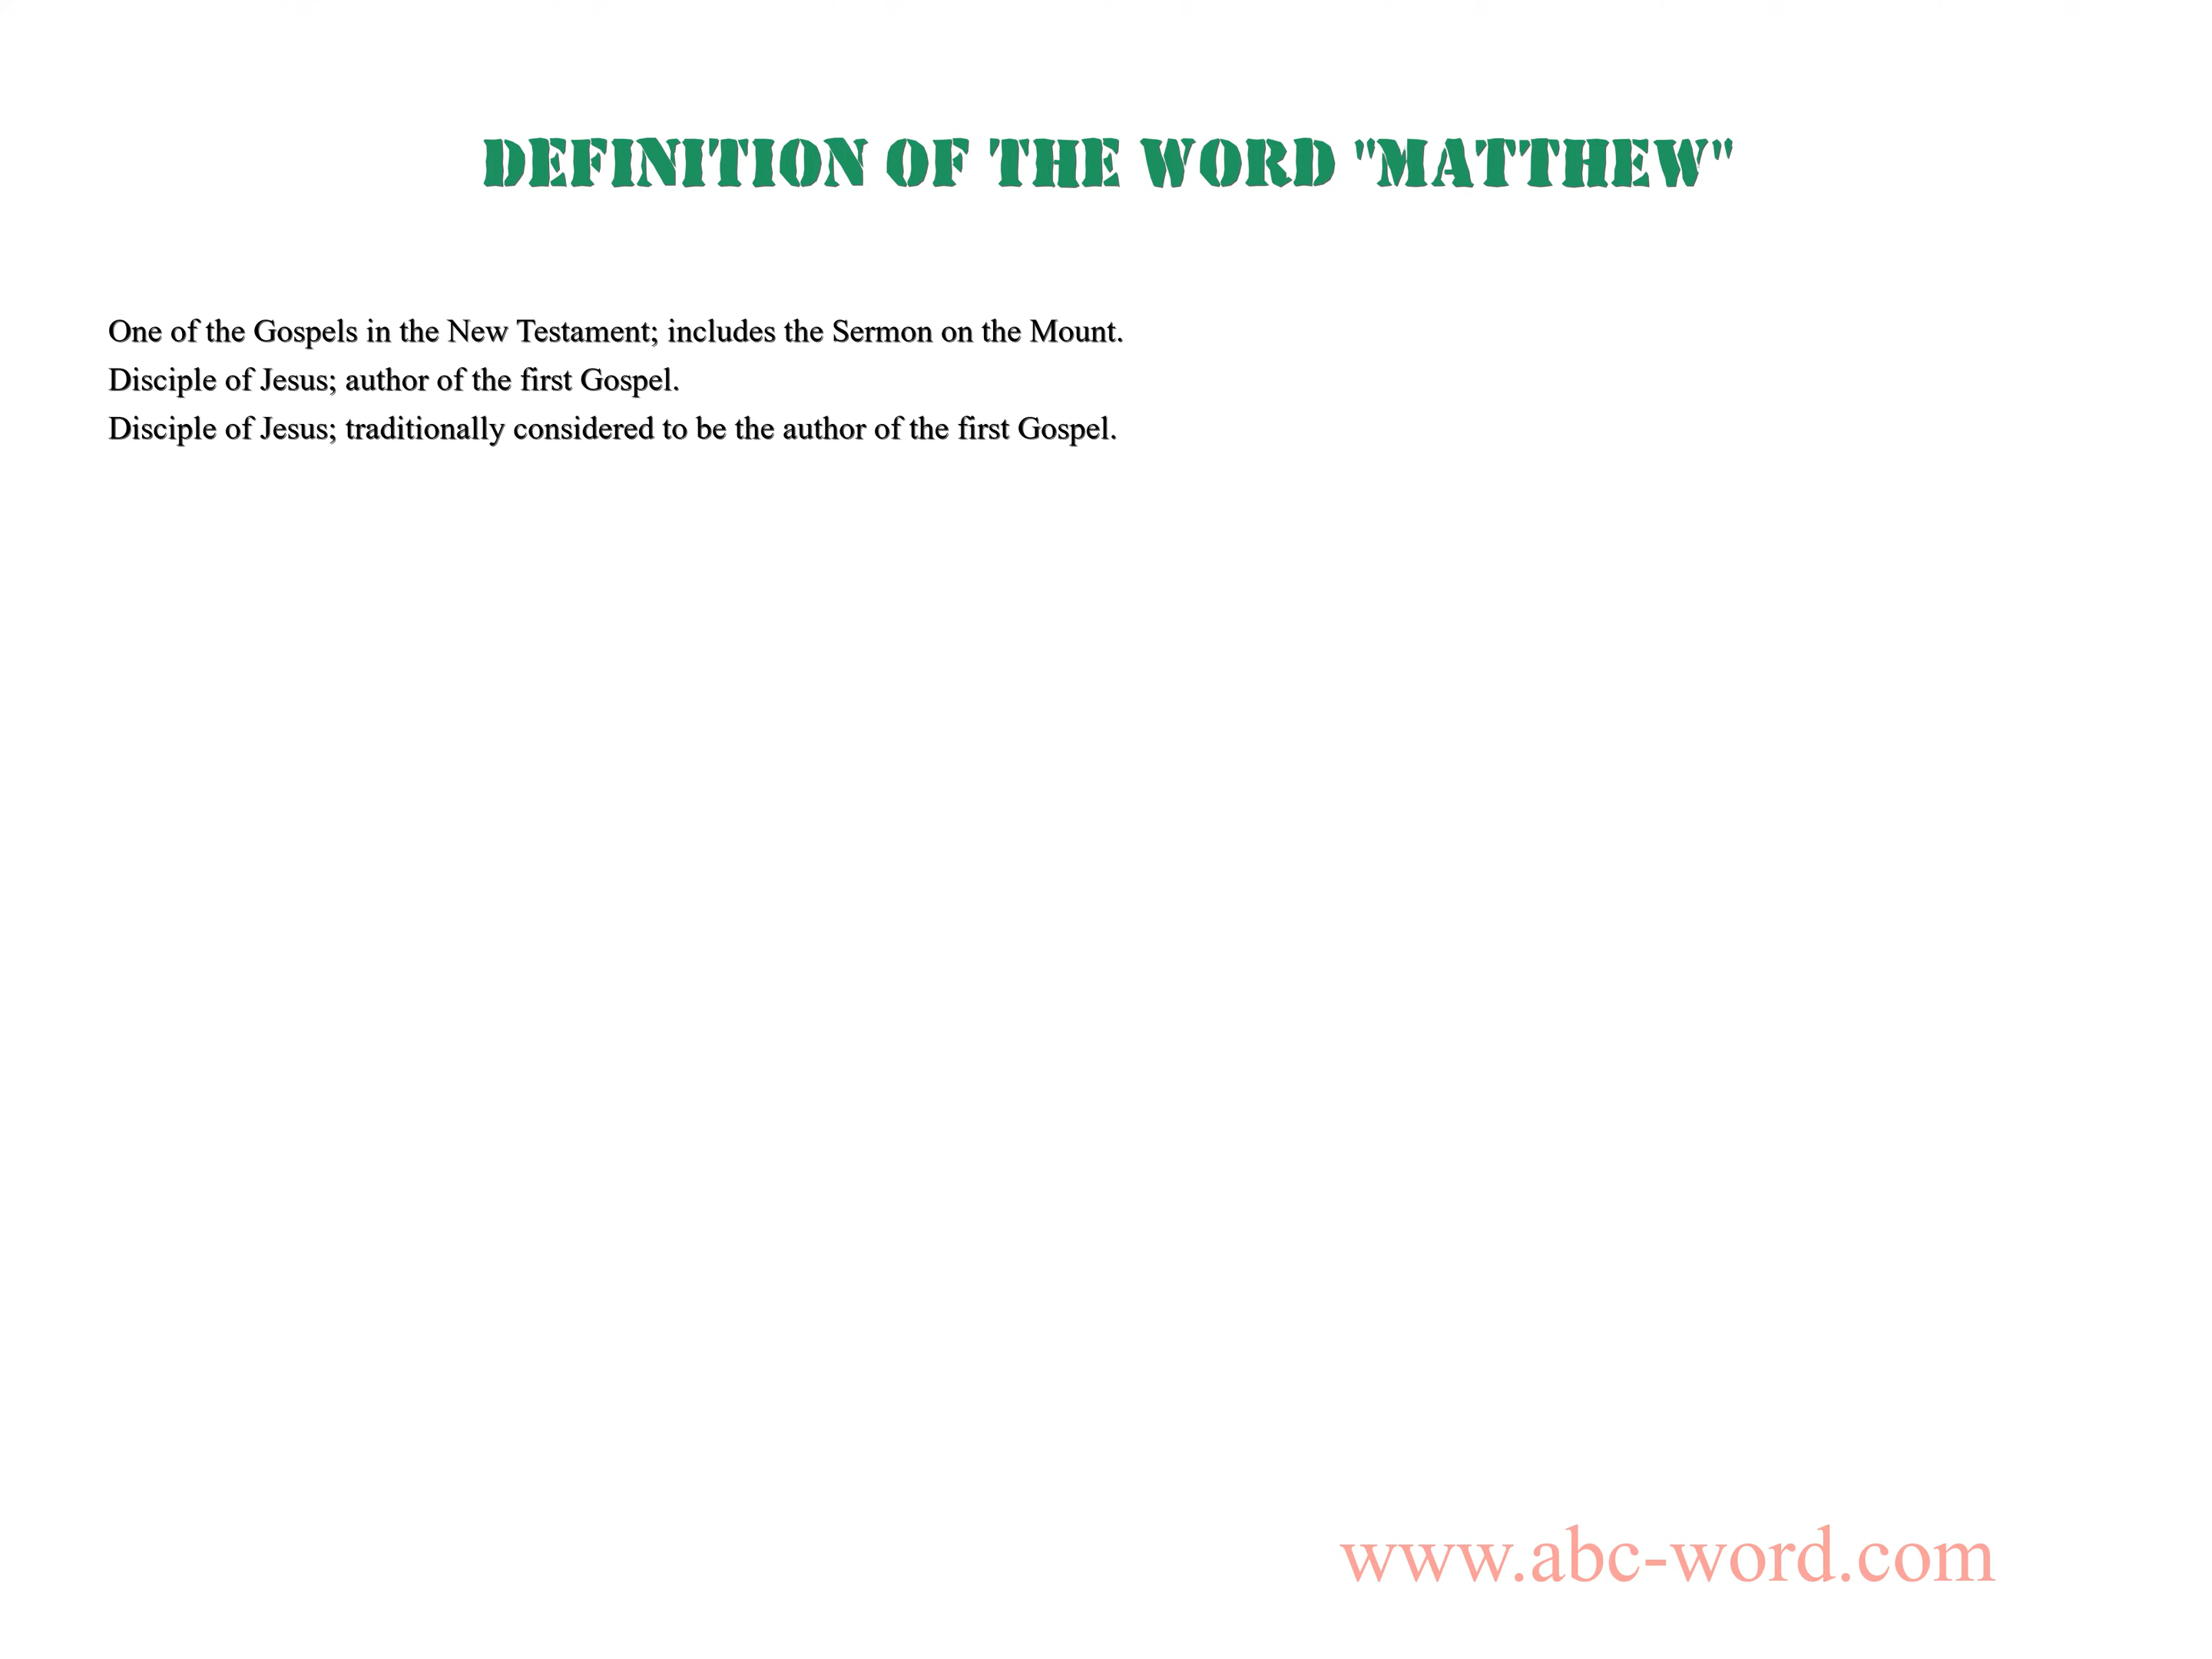 DEFINITION OF THE WORD "MATTHEW"
One of the Gospels in the New Testament; includes the Sermon on the Mount.
Disciple of Jesus; author of the first Gospel.
Disciple of Jesus; traditionally considered to be the author of the first Gospel.
www.abc-word.com